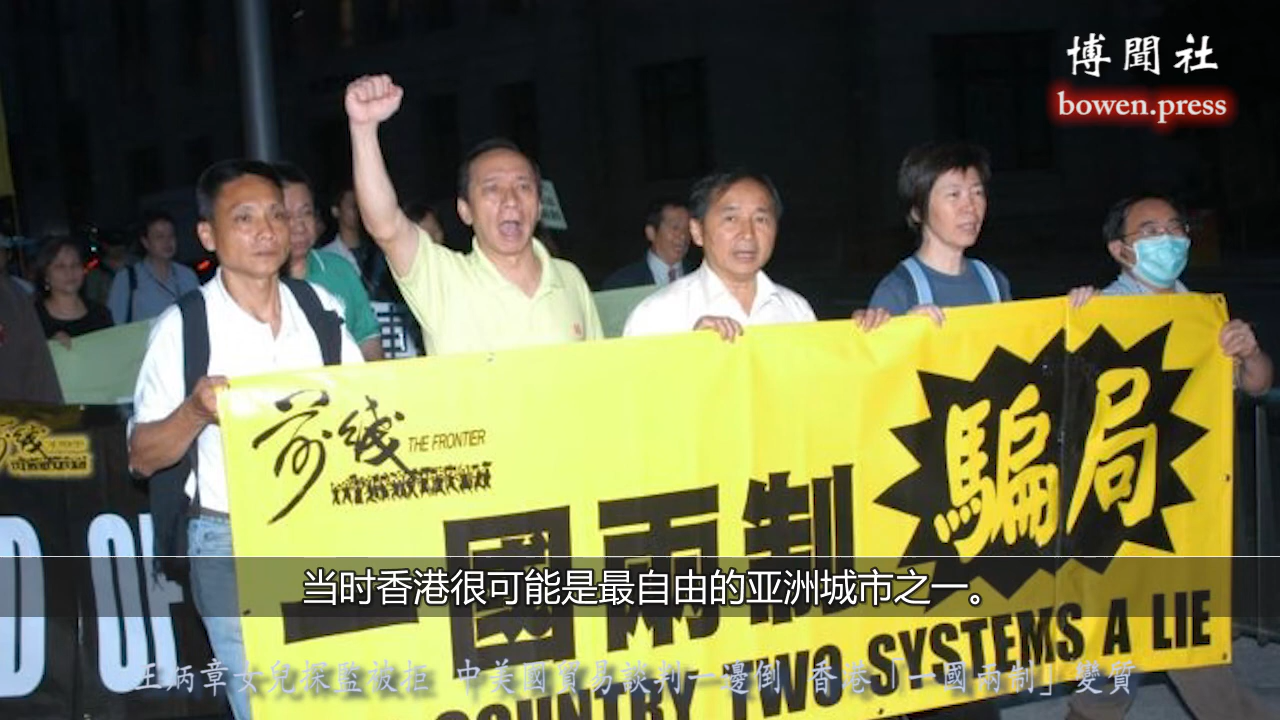 博聞社
bowen.press
前綫
THE FRONTIER
一國兩制
騙局
COUNTRY TWO SYSTEMS A LIE
D OF
当时香港很可能是最自由的亚洲城市之一。
王炳章女兒探監被拒 中美國貿易談判一邊倒 香港「一國兩制」變質